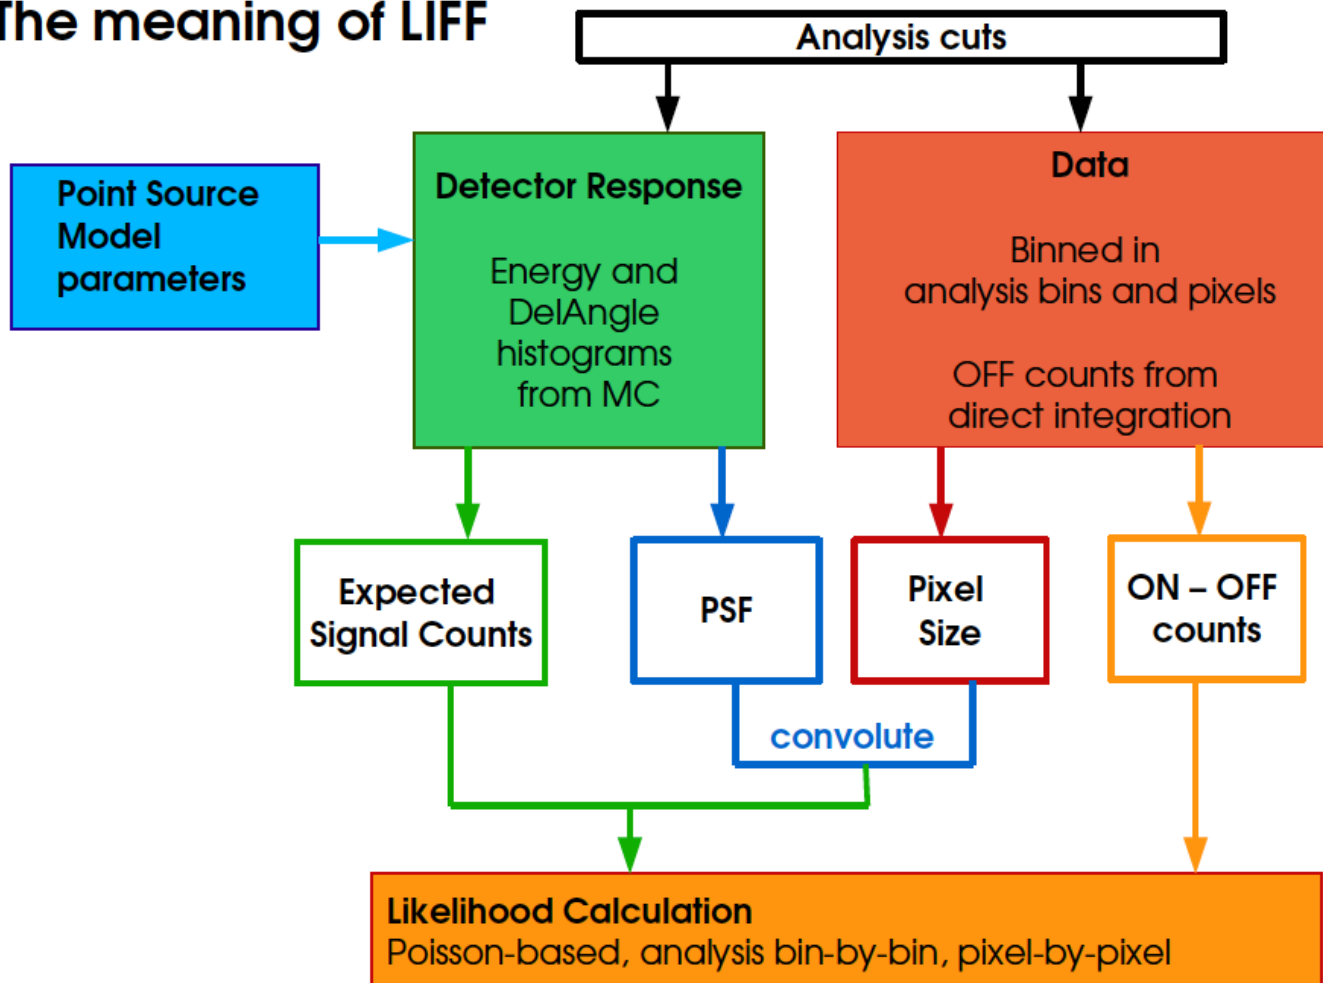 The meaning of LIFF
Analysis cuts
Point Source
Model
parameters
Detector Response
Energy and
DelAngle
histograms
from MC
Data
Binned in
analysis bins and pixels
OFF counts from
direct integration
Expected
Signal Counts
PSF
Pixel
Size
ON – OFF
counts
convolute
Likelihood Calculation
Poisson-based, analysis bin-by-bin, pixel-by-pixel